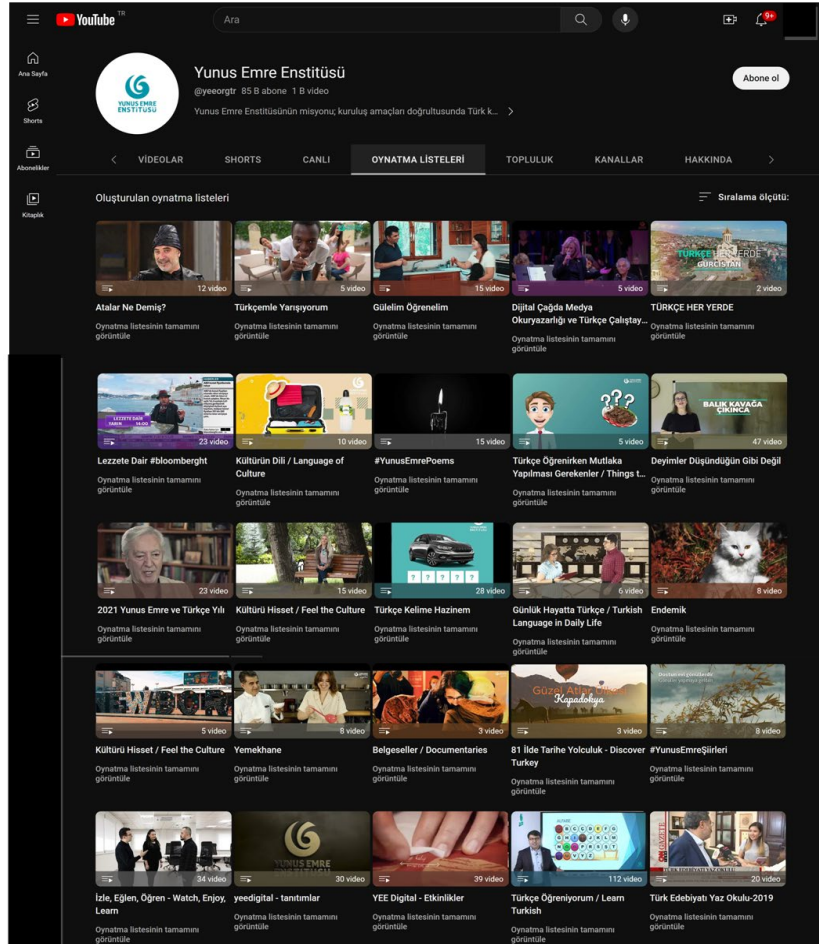 YouTube TR
Ara
9+
Ana Sayfa
Shorts
Abonelikler
Kitaplık
YUNUS EMRE
ENSTİTÜSÜ
Yunus Emre Enstitüsü
@yeeorgtr 85 B abone 1 B video
Yunus Emre Enstitüsünün misyonu; kuruluş amaçları doğrultusunda Türk k...
Abone ol
VİDEOLAR SHORTS CANLI OYNATMA LİSTELERİ TOPLULUK KANALLAR HAKKINDA
Oluşturulan oynatma listeleri
Sıralama ölçütü:
12 video
Atalar Ne Demiş?
Oynatma listesinin tamamını
görüntüle
5 video
Türkçemle Yarışıyorum
Oynatma listesinin tamamını
görüntüle
15 video
Gülelim Öğrenelim
Oynatma listesinin tamamını
görüntüle
5 video
Dijital Çağda Medya
Okuryazarlığı ve Türkçe Çalıştay...
Oynatma listesinin tamamını
görüntüle
TÜRKÇE HER YERDE
GÜRCİSTAN
2 video
TÜRKÇE HER YERDE
Oynatma listesinin tamamını
görüntüle
LEZZETE DAİR
YARIN 14:00
23 video
Lezzete Dair #bloomberght
Oynatma listesinin tamamını
görüntüle
10 video
Kültürün Dili / Language of
Culture
Oynatma listesinin tamamını
görüntüle
15 video
#YunusEmrePoems
Oynatma listesinin tamamını
görüntüle
???
5 video
Türkçe Öğrenirken Mutlaka
Yapılması Gerekenler / Things t...
Oynatma listesinin tamamını
görüntüle
BALIK KAVAĞA
ÇIKINCA
47 video
Deyimler Düşündüğün Gibi Değil
Oynatma listesinin tamamını
görüntüle
23 video
2021 Yunus Emre ve Türkçe Yılı
Oynatma listesinin tamamını
görüntüle
15 video
Kültürü Hisset / Feel the Culture
Oynatma listesinin tamamını
görüntüle
? ? ? ? ?
28 video
Türkçe Kelime Hazinem
Oynatma listesinin tamamını
görüntüle
6 video
Günlük Hayatta Türkçe / Turkish
Language in Daily Life
Oynatma listesinin tamamını
görüntüle
8 video
Endemik
Oynatma listesinin tamamını
görüntüle
5 video
Kültürü Hisset / Feel the Culture
Oynatma listesinin tamamını
görüntüle
8 video
Yemekhane
Oynatma listesinin tamamını
görüntüle
3 video
Belgeseller / Documentaries
Oynatma listesinin tamamını
görüntüle
Güzel Atlar Ülkesi
Kapadokya
3 video
81 İlde Tarihe Yolculuk - Discover
Turkey
Oynatma listesinin tamamını
görüntüle
8 video
#YunusEmreŞiirleri
Oynatma listesinin tamamını
görüntüle
34 video
İzle, Eğlen, Öğren - Watch, Enjoy,
Learn
Oynatma listesinin tamamını
görüntüle
YUNUS EMRE
ENSTİTÜSÜ
30 video
yeedigital - tanıtımlar
Oynatma listesinin tamamını
görüntüle
39 video
YEE Digital - Etkinlikler
Oynatma listesinin tamamını
görüntüle
112 video
Türkçe Öğreniyorum / Learn
Turkish
Oynatma listesinin tamamını
görüntüle
20 video
Türk Edebiyatı Yaz Okulu-2019
Oynatma listesinin tamamını
görüntüle